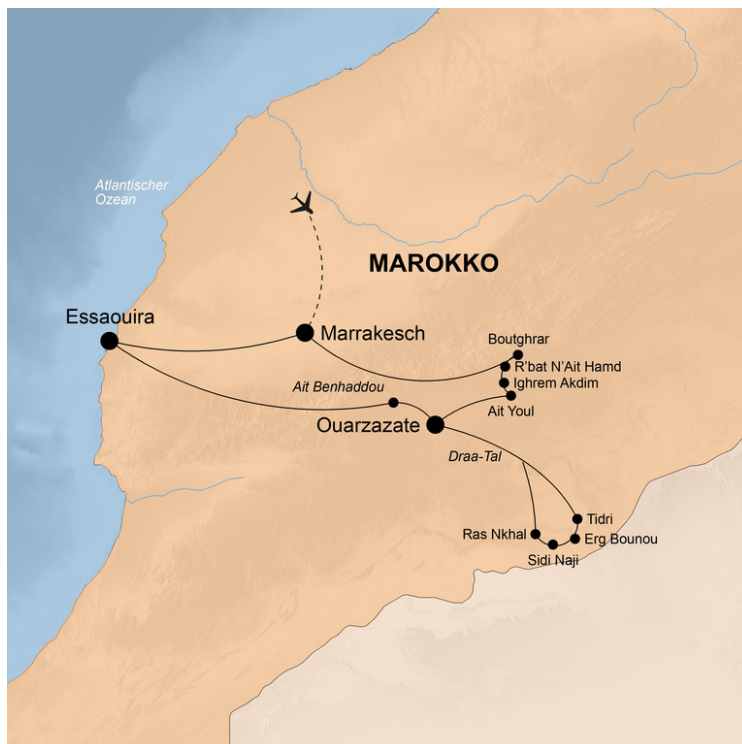 Atlantischer
Ozean
MAROKKO
Essaouira
Marrakesch
Boutghrar
R'bat N'Ait Hamd
Ighrem Akdim
Ait Benhaddou
Ait Youl
Ouarzazate
Draa-Tal
Tidri
Ras Nkhal
Erg Bounou
Sidi Naji